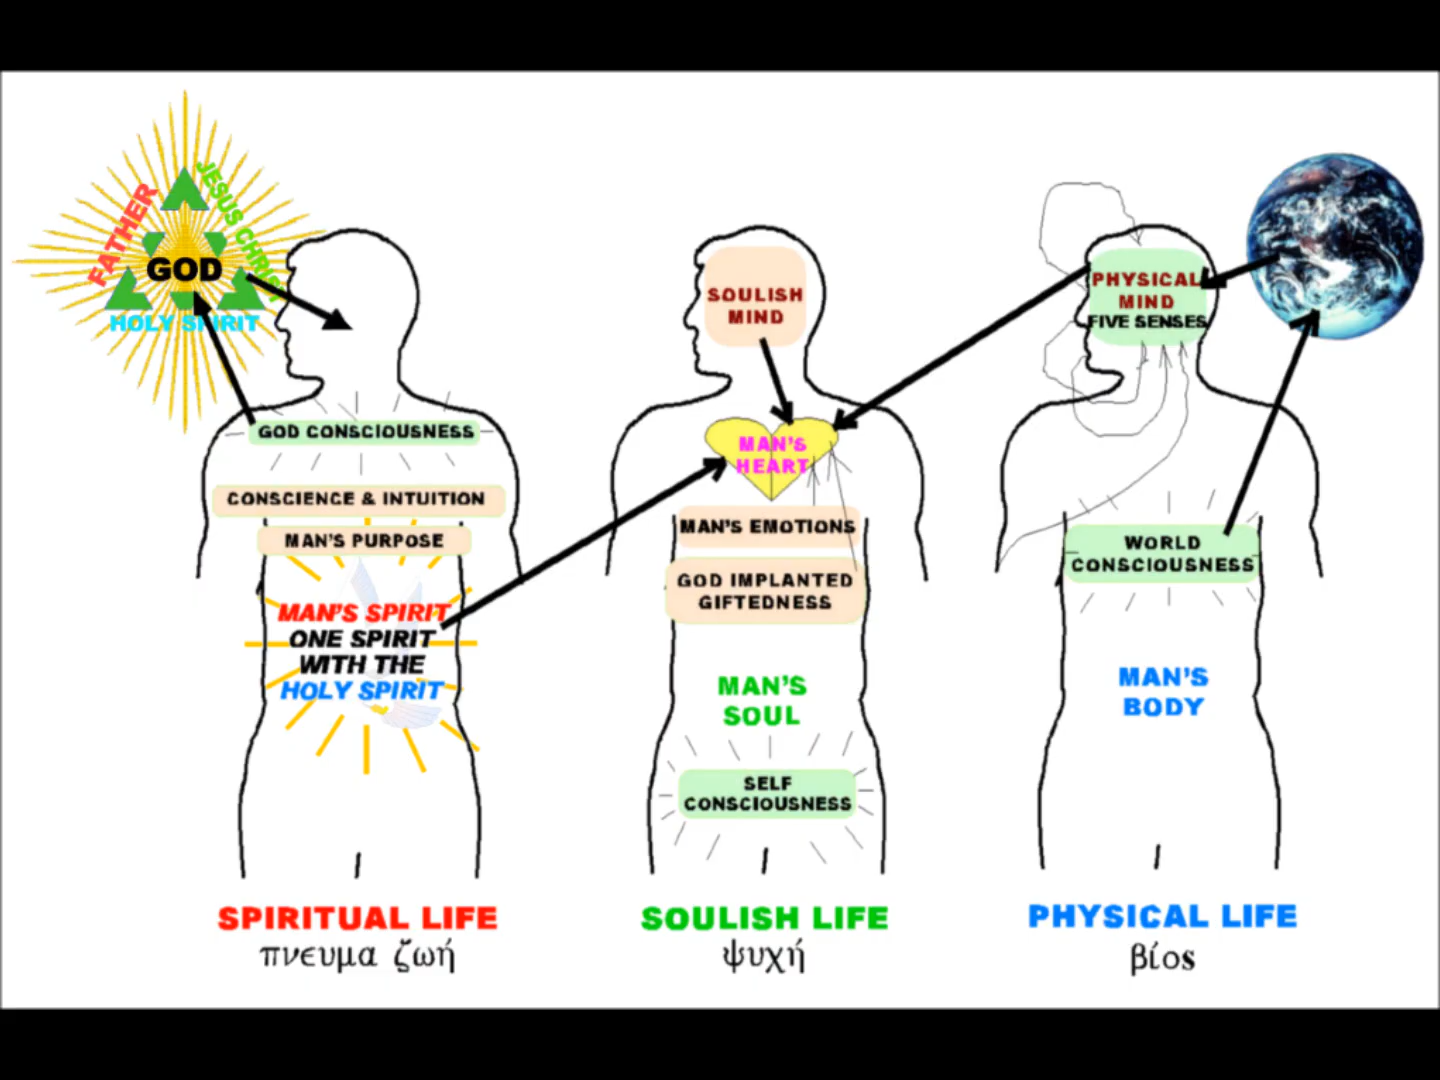 FATHER
JESUS CHRIST
GOD
HOLY SPIRIT
GOD CONSCIOUSNESS
CONSCIENCE & INTUITION
MAN'S PURPOSE
MAN'S SPIRIT
ONE SPIRIT
WITH THE
HOLY SPIRIT
SPIRITUAL LIFE
πνευμα ζωή
SOULISH
MIND
MAN'S
HEART
MAN'S EMOTIONS
GOD IMPLANTED
GIFTEDNESS
MAN'S
SOUL
SELF
CONSCIOUSNESS
SOULISH LIFE
ψυχή
PHYSICAL
MIND
FIVE SENSES
WORLD
CONSCIOUSNESS
MAN'S
BODY
PHYSICAL LIFE
βίos